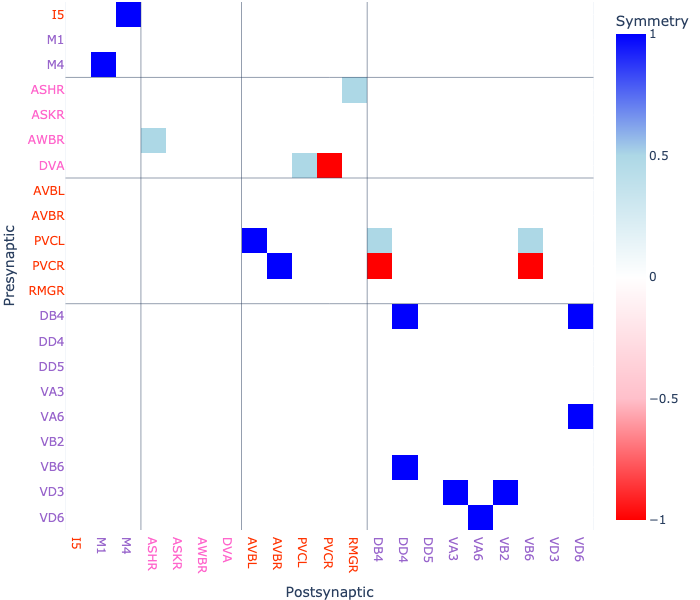 Symmetry
1
0.5
0
−0.5
−1
Presynaptic
I5
M1
M4
ASHR
ASKR
AWBR
DVA
AVBL
AVBR
PVCL
PVCR
RMGR
DB4
DD4
DD5
VA3
VA6
VB2
VB6
VD3
VD6
I5 M1 M4 ASHR ASKR AWBR DVA AVBL AVBR PVCL PVCR RMGR DB4 DD4 DD5 VA3 VA6 VB2 VB6 VD3 VD6
Postsynaptic